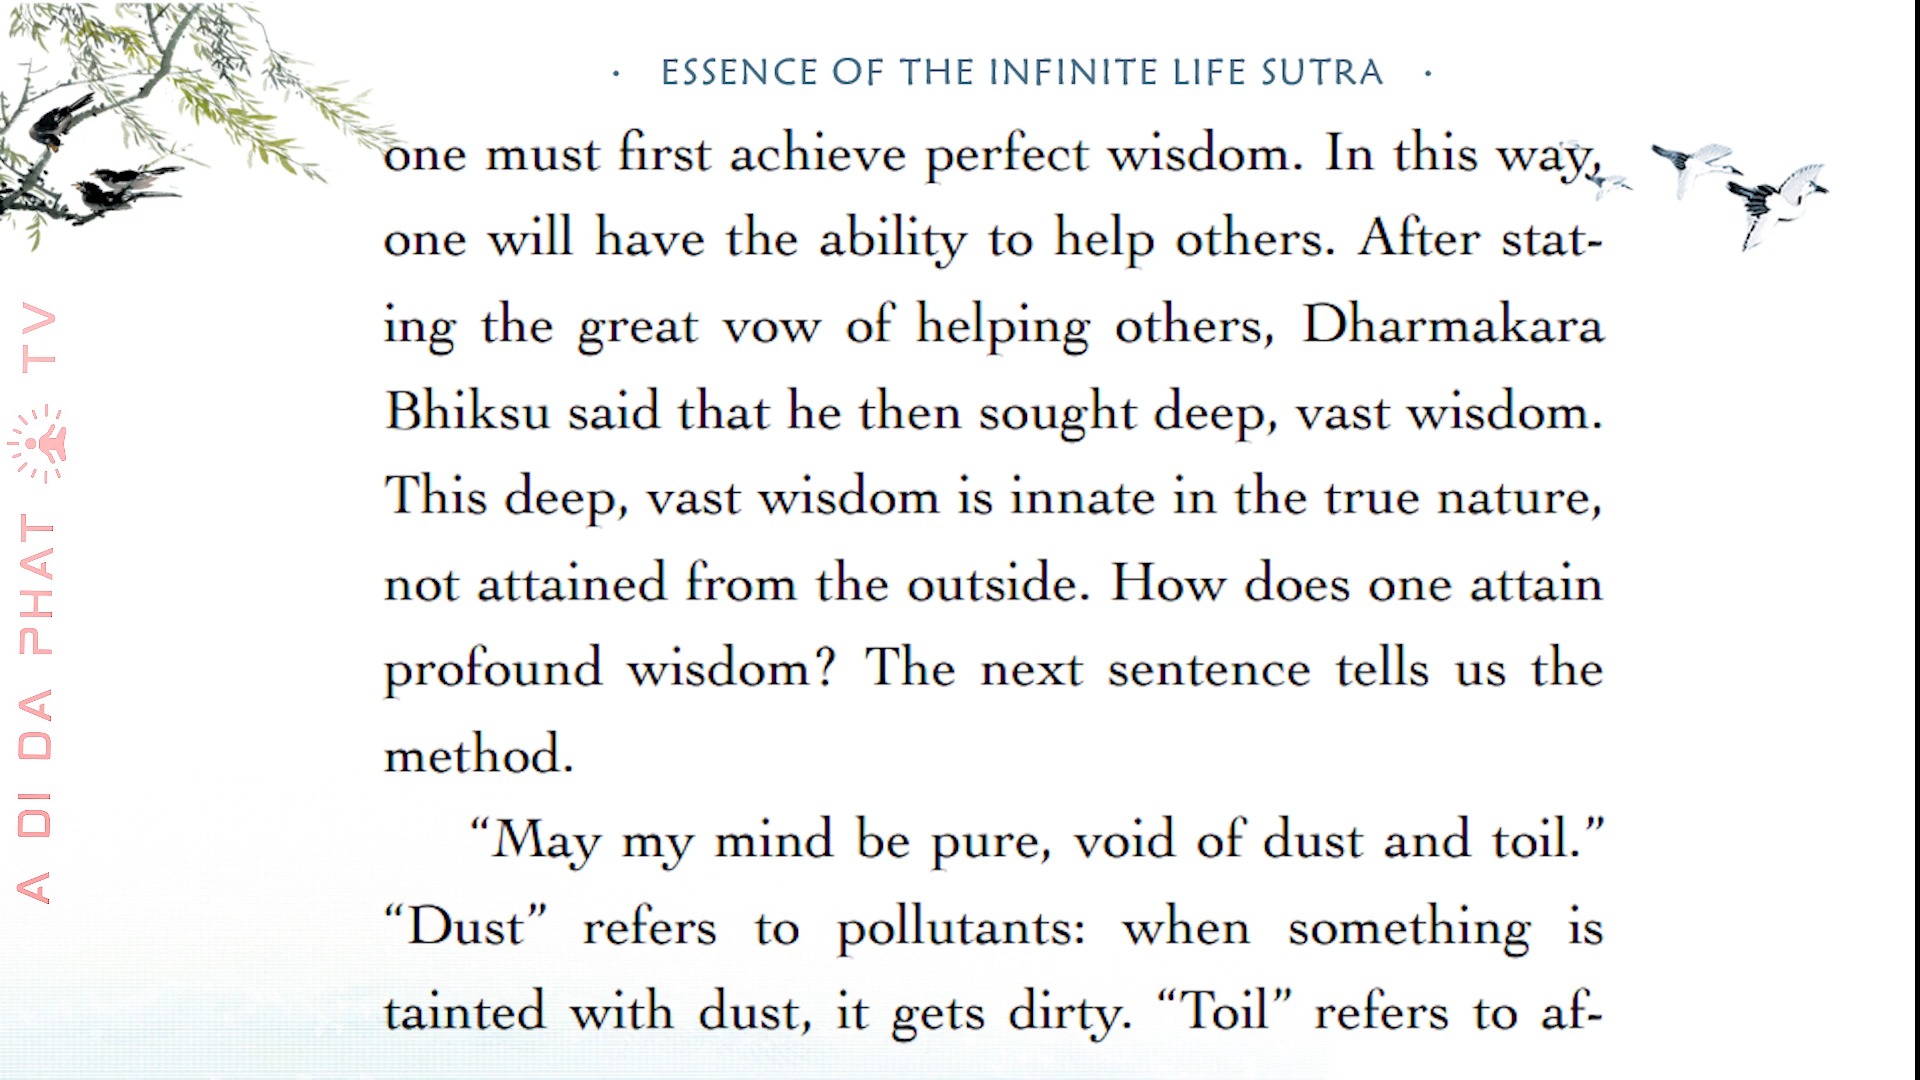 · ESSENCE OF THE INFINITE LIFE SUTRA ·
one must first achieve perfect wisdom. In this way,
one will have the ability to help others. After stat-
ing the great vow of helping others, Dharmakara
Bhiksu said that he then sought deep, vast wisdom.
This deep, vast wisdom is innate in the true nature,
not attained from the outside. How does one attain
profound wisdom? The next sentence tells us the
method.
“May my mind be pure, void of dust and toil.”
“Dust” refers to pollutants: when something is
tainted with dust, it gets dirty. “Toil” refers to af-
A DI DA PHAT TV